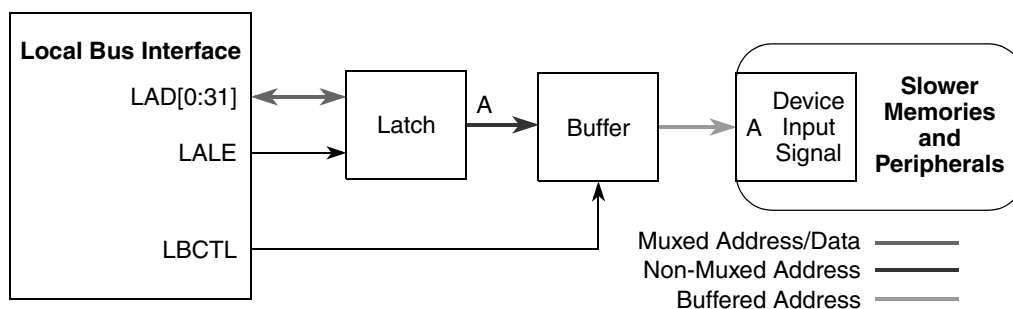 Local Bus Interface
LAD[0:31]
LALE
LBCTL
Latch
A
Buffer
A
Device
Input
Signal
Slower
Memories
and
Peripherals
Muxed Address/Data
Non-Muxed Address
Buffered Address